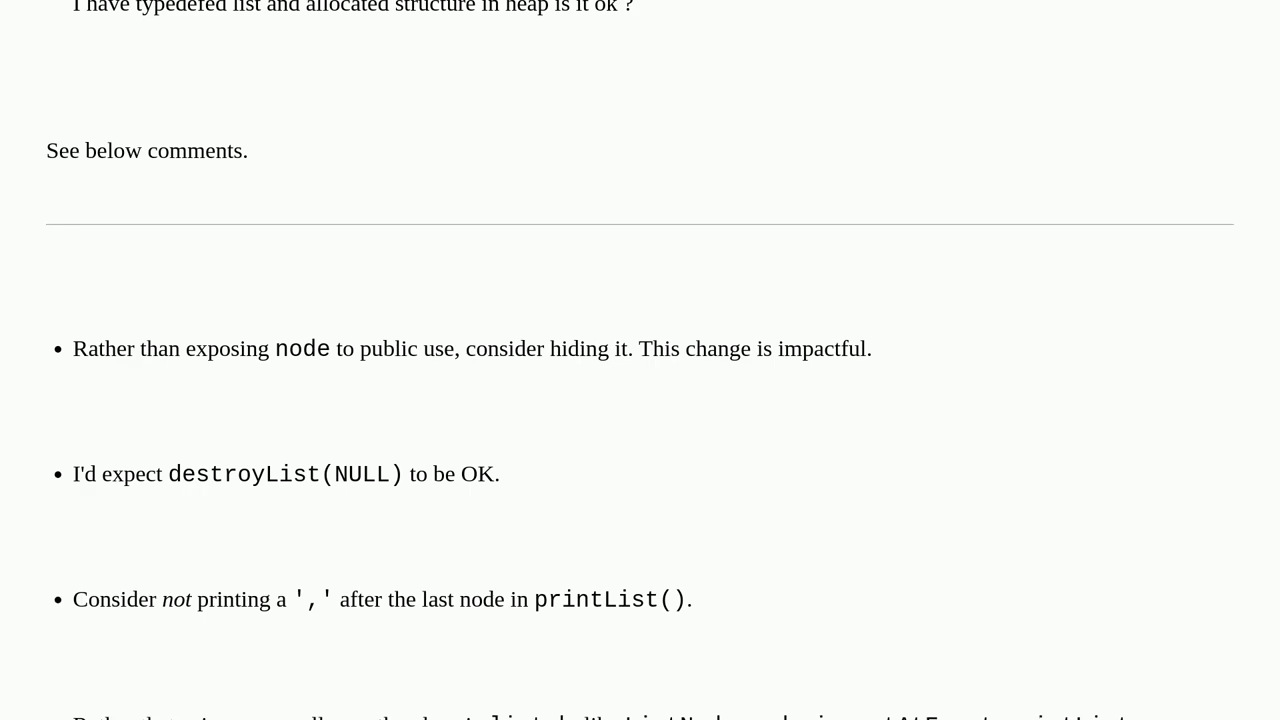 I have typedefed list and allocated structure in heap is it ok ?
See below comments.
• Rather than exposing node to public use, consider hiding it. This change is impactful.
• I'd expect destroyList(NULL) to be OK.
• Consider not printing a ',' after the last node in printList().